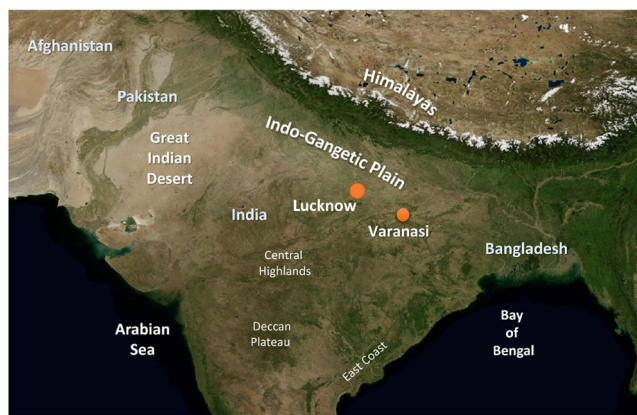 Afghanistan
Himalayas
Pakistan
Indo-Gangetic Plain
Great
Indian
Desert
Lucknow
India
Varanasi
Bangladesh
Central
Highlands
Arabian
Sea
Deccan
Plateau
Bay
of
Bengal
East Coast